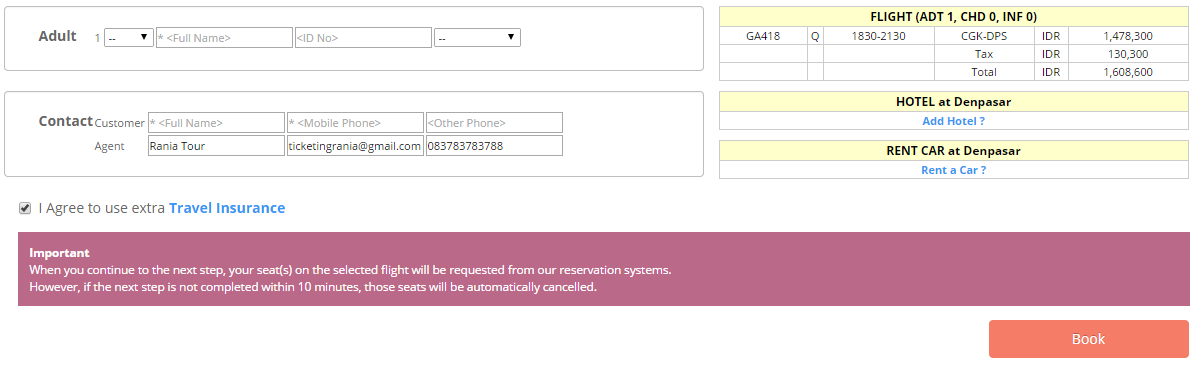 Adult 1 -- * <Full Name> <ID No> --
Contact Customer * <Full Name> * <Mobile Phone> <Other Phone>
Agent Rania Tour ticketingrania@gmail.com 083783783788
FLIGHT (ADT 1, CHD 0, INF 0)
GA418 Q 1830-2130 CGK-DPS IDR 1,478,300
Tax IDR 130,300
Total IDR 1,608,600
HOTEL at Denpasar
Add Hotel ?
RENT CAR at Denpasar
Rent a Car ?
I Agree to use extra Travel Insurance
Important
When you continue to the next step, your seat(s) on the selected flight will be requested from our reservation systems.
However, if the next step is not completed within 10 minutes, those seats will be automatically cancelled.
Book